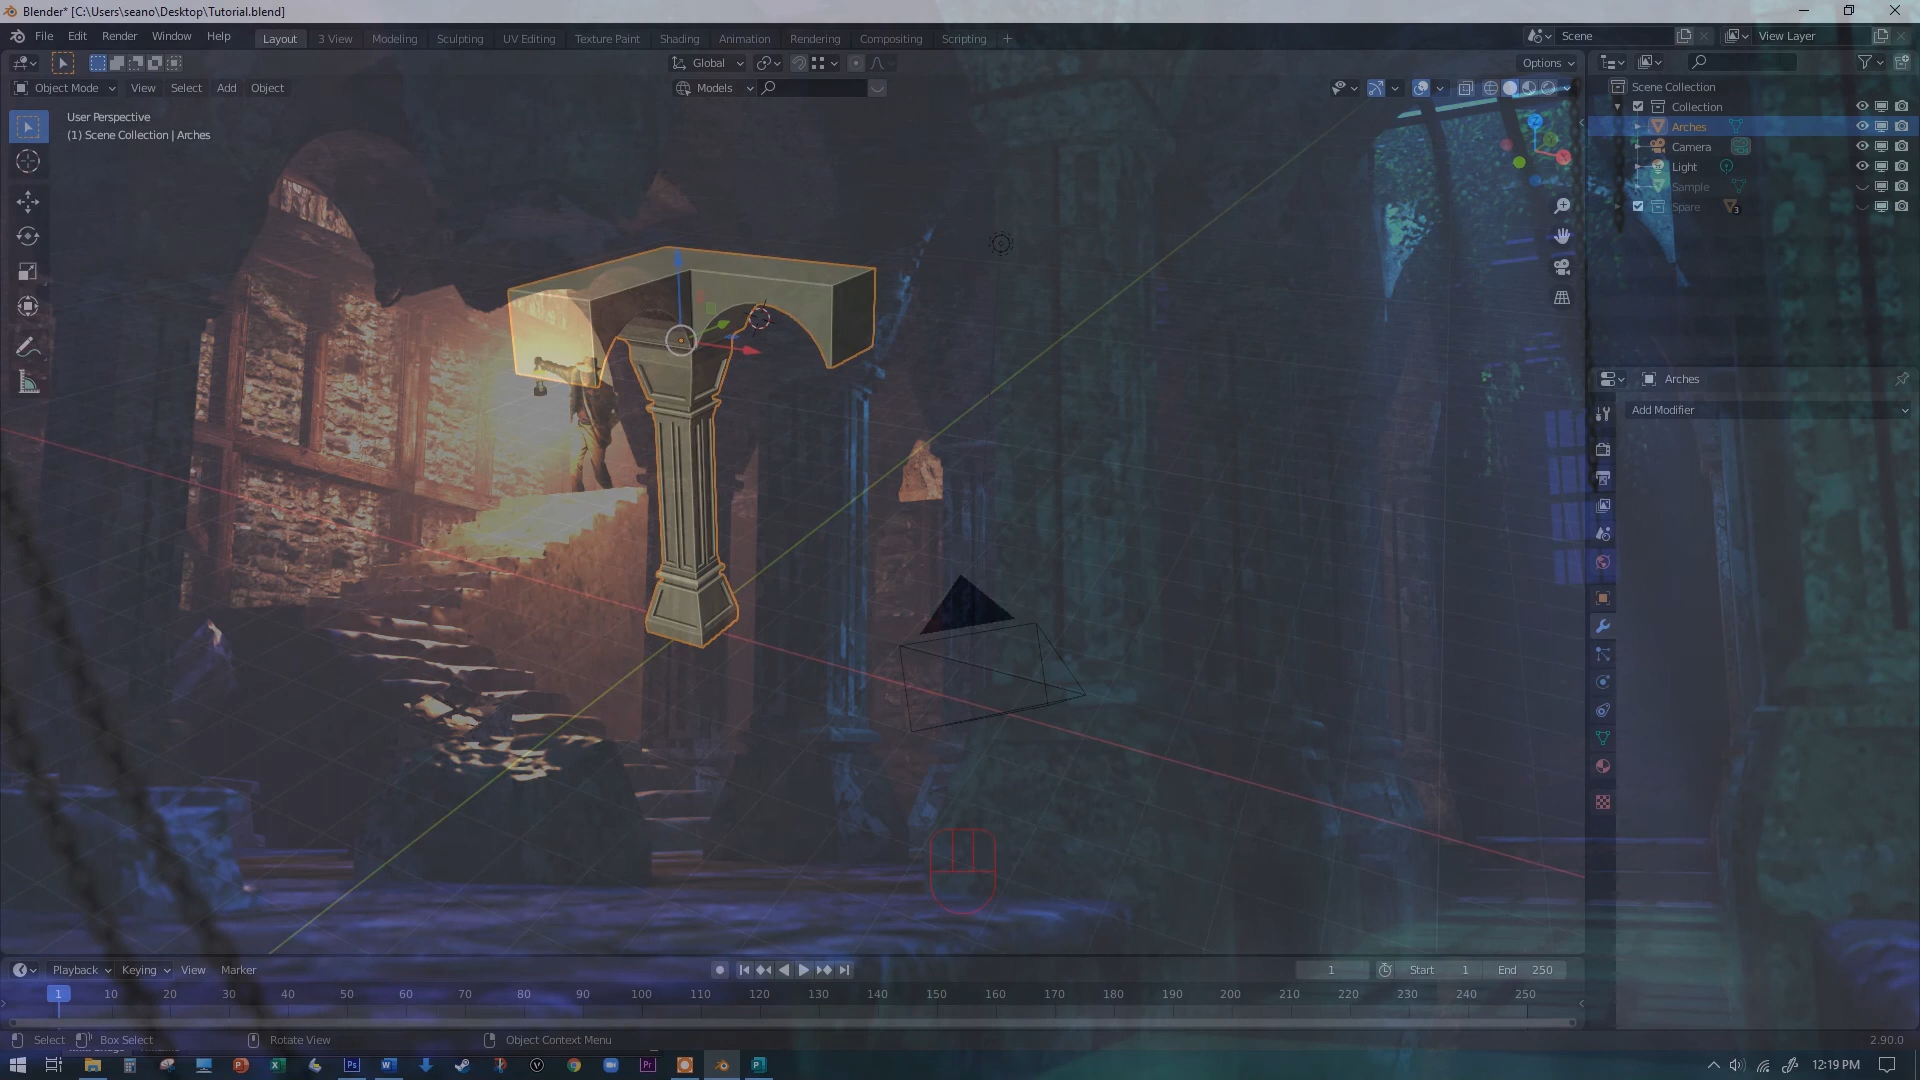 Blender* [C:\Users\seano\Desktop\Tutorial.blend]
File Edit Render Window Help Layout 3 View Modeling Sculpting UV Editing Texture Paint Shading Animation Rendering Compositing Scripting + Scene View Layer
Global Options
Object Mode View Select Add Object Models
User Perspective
(1) Scene Collection | Arches
Scene Collection
Collection
Arches
Camera
Light
Sample
Spare 3
Arches
Add Modifier
Playback Keying View Marker 1 Start 1 End 250
1 10 20 30 40 50 60 70 80 90 100 110 120 130 140 150 160 170 180 190 200 210 220 230 240 250
Select Box Select Rotate View Object Context Menu 2.90.0
12:19 PM